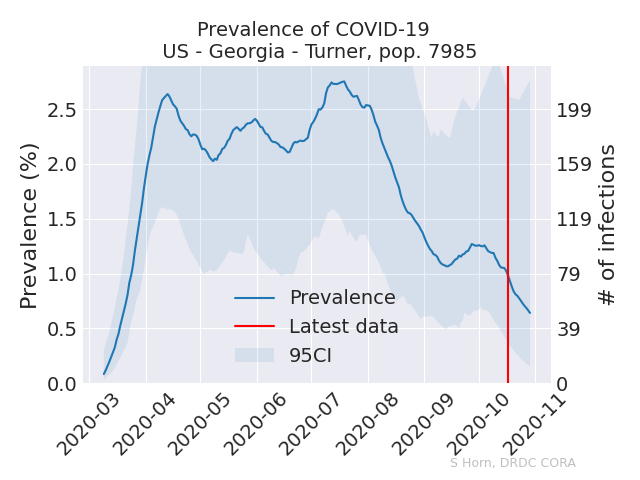 Prevalence of COVID-19
US - Georgia - Turner, pop. 7985
Prevalence (%)
2.5
2.0
1.5
1.0
0.5
0.0
199
159
119
79
39
0
# of infections
Prevalence
Latest data
95CI
2020-03
2020-04
2020-05
2020-06
2020-07
2020-08
2020-09
2020-10
2020-11
S Horn, DRDC CORA